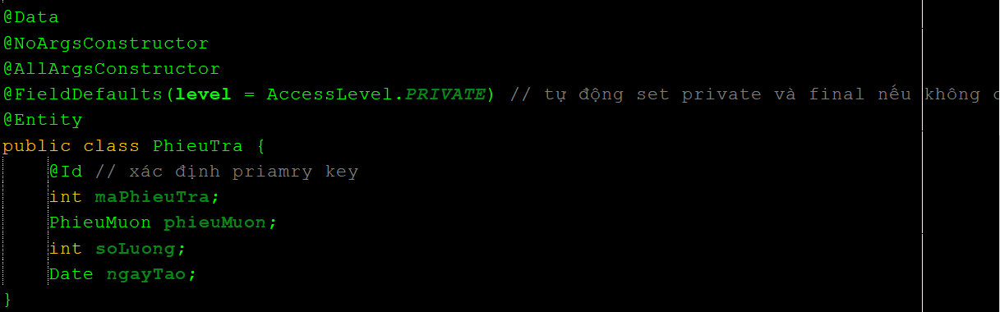 @Data
@NoArgsConstructor
@AllArgsConstructor
@FieldDefaults(level = AccessLevel.PRIVATE) // tự động set private và final nếu không
@Entity
public class PhieuTra {
@Id // xác định priamry key
int maPhieuTra;
PhieuMuon phieuMuon;
int soLuong;
Date ngayTao;
}